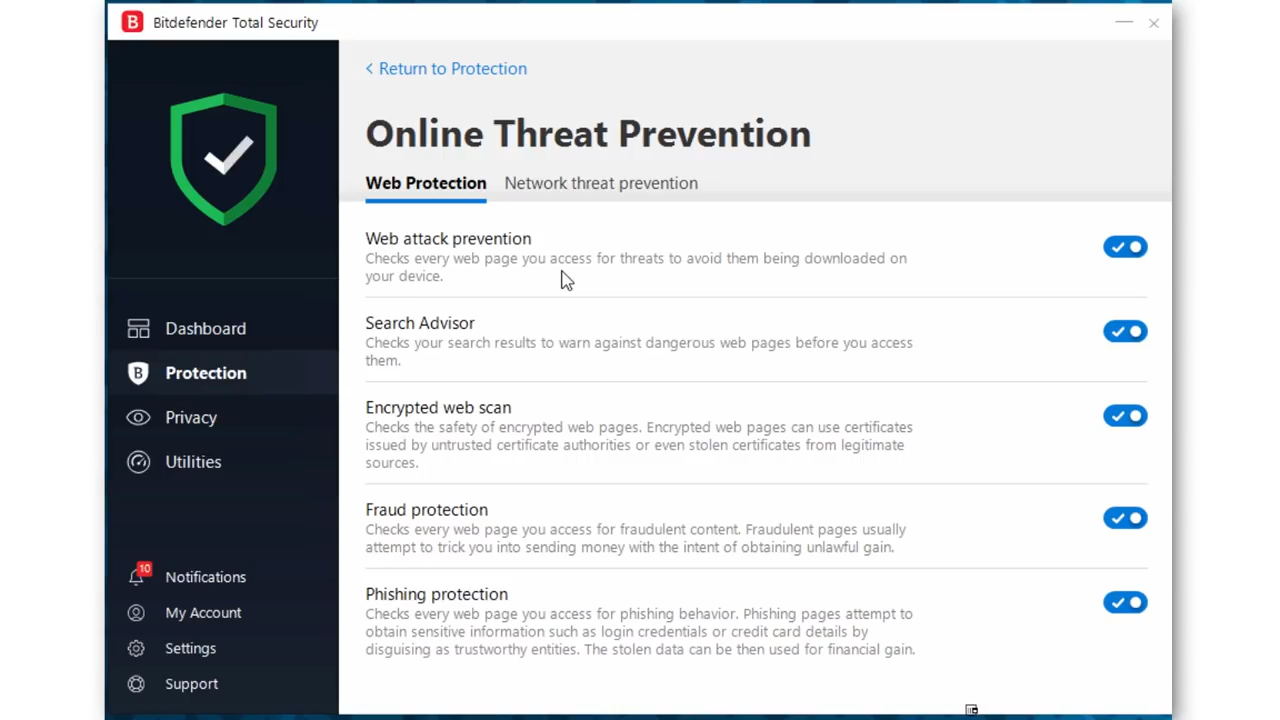 B Bitdefender Total Security
< Return to Protection
Online Threat Prevention
Web Protection Network threat prevention
Web attack prevention
Checks every web page you access for threats to avoid them being downloaded on
your device.
Search Advisor
Checks your search results to warn against dangerous web pages before you access
them.
Encrypted web scan
Checks the safety of encrypted web pages. Encrypted web pages can use certificates
issued by untrusted certificate authorities or even stolen certificates from legitimate
sources.
Fraud protection
Checks every web page you access for fraudulent content. Fraudulent pages usually
attempt to trick you into sending money with the intent of obtaining unlawful gain.
Phishing protection
Checks every web page you access for phishing behavior. Phishing pages attempt to
obtain sensitive information such as login credentials or credit card details by
disguising as trustworthy entities. The stolen data can be then used for financial gain.
Dashboard
B Protection
Privacy
Utilities
10 Notifications
My Account
Settings
Support